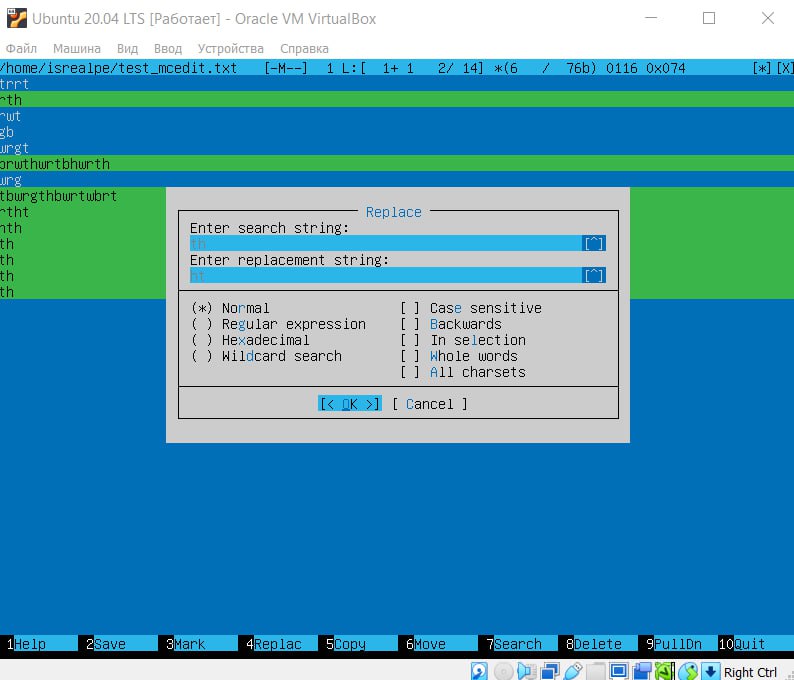 Ubuntu 20.04 LTS [Работает] - Oracle VM VirtualBox
Файл Машина Вид Ввод Устройства Справка
/home/isrealpe/test_mcedit.txt [-M--] 1 L:[ 1+ 1 2/ 14] *(6 / 76b) 0116 0x074 [*][X]
trrt
rth
rwt
gb
wrgt
brwthwrtbhwrth
wrg
tbwrgthbwrtwbrt
rtht
hth
th
th
th
th
Replace
Enter search string:
th [^]
Enter replacement string:
ht [^]
(*) Normal [ ] Case sensitive
( ) Regular expression [ ] Backwards
( ) Hexadecimal [ ] In selection
( ) Wildcard search [ ] Whole words
[ ] All charsets
[< OK >] [ Cancel ]
1Help 2Save 3Mark 4Replac 5Copy 6Move 7Search 8Delete 9PullDn 10Quit
Right Ctrl